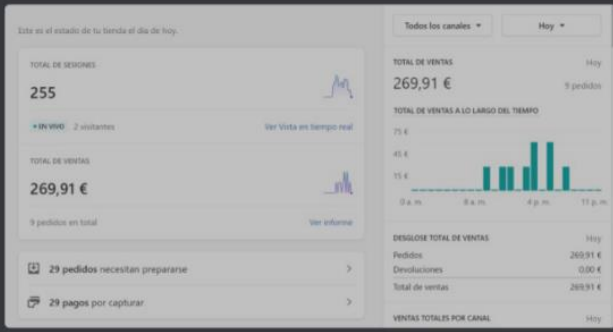 Este es el estado de tu tienda el día de hoy.
TOTAL DE SESIONES
255
EN VIVO 2 visitantes
Ver Vista en tiempo real
TOTAL DE VENTAS
269,91 €
9 pedidos en total
Ver informe
29 pedidos necesitan prepararse
29 pagos por capturar
Todos los canales
Hoy
TOTAL DE VENTAS Hoy
269,91 € 9 pedidos
TOTAL DE VENTAS A LO LARGO DEL TIEMPO
75 €
45 €
15 €
0 a. m. 8 a. m. 4 p. m. 11 p. m.
DESGLOSE TOTAL DE VENTAS Hoy
Pedidos 269,91 €
Devoluciones 0,00 €
Total de ventas 269,91 €
VENTAS TOTALES POR CANAL Hoy